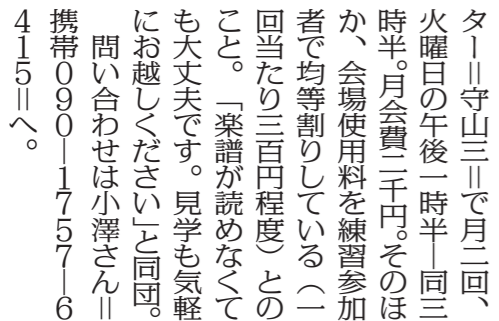 ター＝守山三＝で月二回、
火曜日の午後一時半―同三
時半。月会費二千円。そのほ
か、会場使用料を練習参加
者で均等割りしている（一
回当たり三百円程度）との
こと。「楽譜が読めなくて
も大丈夫です。見学も気軽
にお越しください」と同団。
　問い合わせは小澤さん＝
携帯０９０―１７５７―６
４１５＝へ。